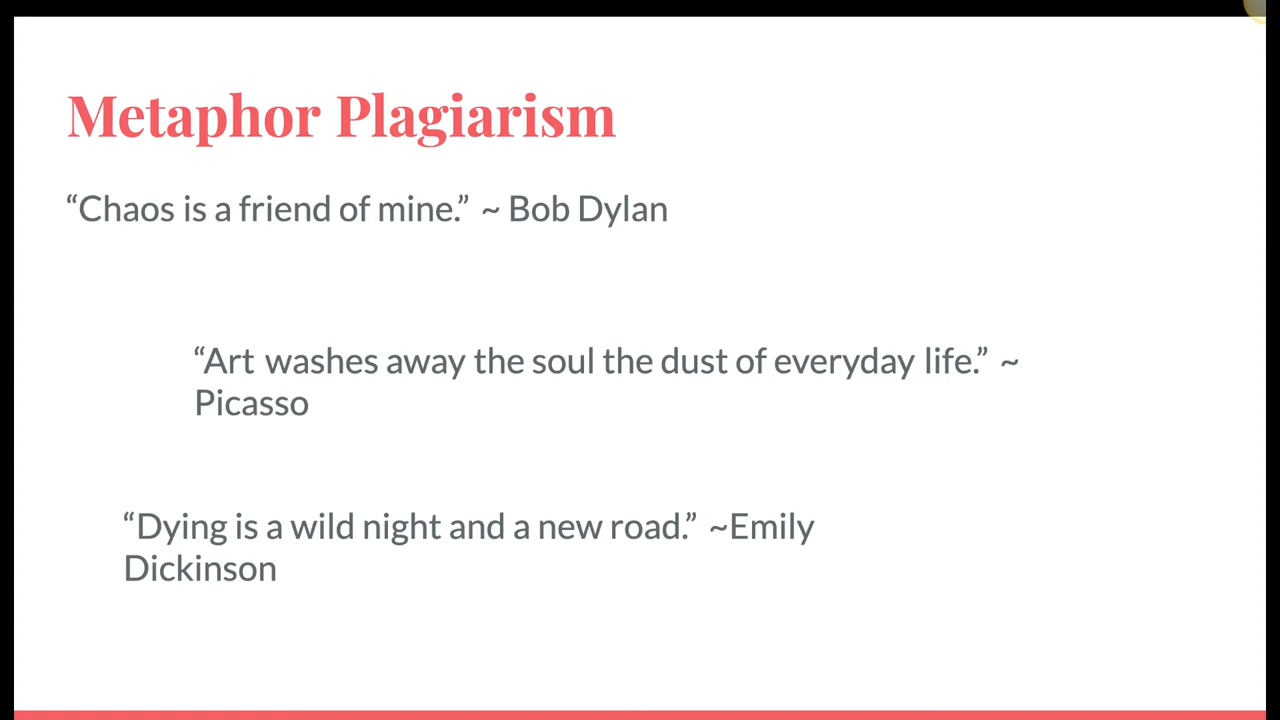 Metaphor Plagiarism
“Chaos is a friend of mine.” ~ Bob Dylan
“Art washes away the soul the dust of everyday life.” ~
Picasso
“Dying is a wild night and a new road.” ~Emily
Dickinson